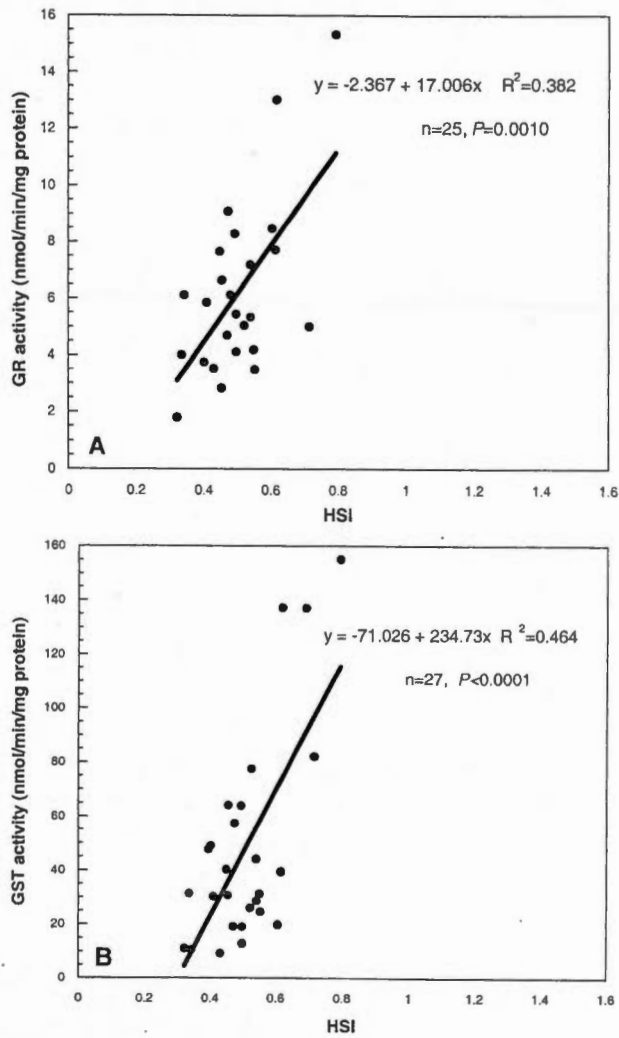 16
14
12
10
8
6
4
2
0
GR activity (nmol/min/mg protein)
y = -2.367 + 17.006x R²=0.382
n=25, P=0.0010
A
0 0.2 0.4 0.6 0.8 1 1.2 1.4 1.6
HSI
160
140
120
100
80
60
40
20
0
GST activity (nmol/min/mg protein)
y = -71.026 + 234.73x R²=0.464
n=27, P<0.0001
B
0 0.2 0.4 0.6 0.8 1 1.2 1.4 1.6
HSI